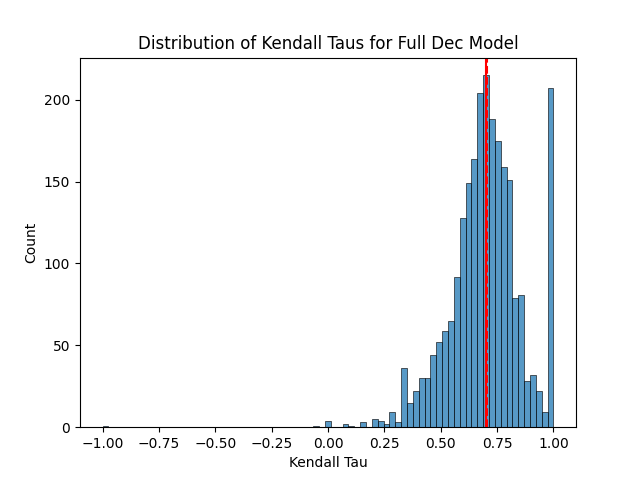 Distribution of Kendall Taus for Full Dec Model
200
150
100
50
0
Count
−1.00 −0.75 −0.50 −0.25 0.00 0.25 0.50 0.75 1.00
Kendall Tau